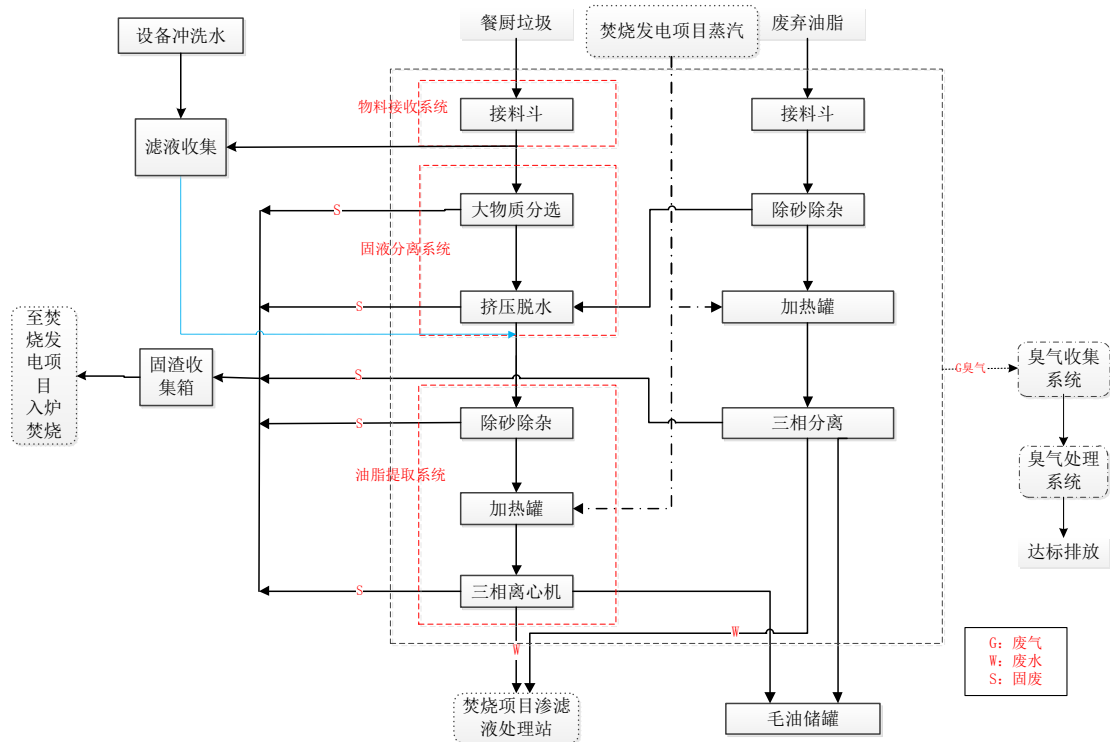 设备冲洗水
餐厨垃圾
焚烧发电项目蒸汽
废弃油脂
物料接收系统
接料斗
接料斗
滤液收集
S
大物质分选
除砂除杂
固液分离系统
S
挤压脱水
加热罐
至焚
烧发
电项
目
入炉
焚烧
固渣收
集箱
S
G臭气
臭气收集
系统
S
除砂除杂
三相分离
油脂提取系统
臭气处理
系统
加热罐
达标排放
S
三相离心机
W
W
G: 废气
W: 废水
S: 固废
焚烧项目渗滤
液处理站
毛油储罐